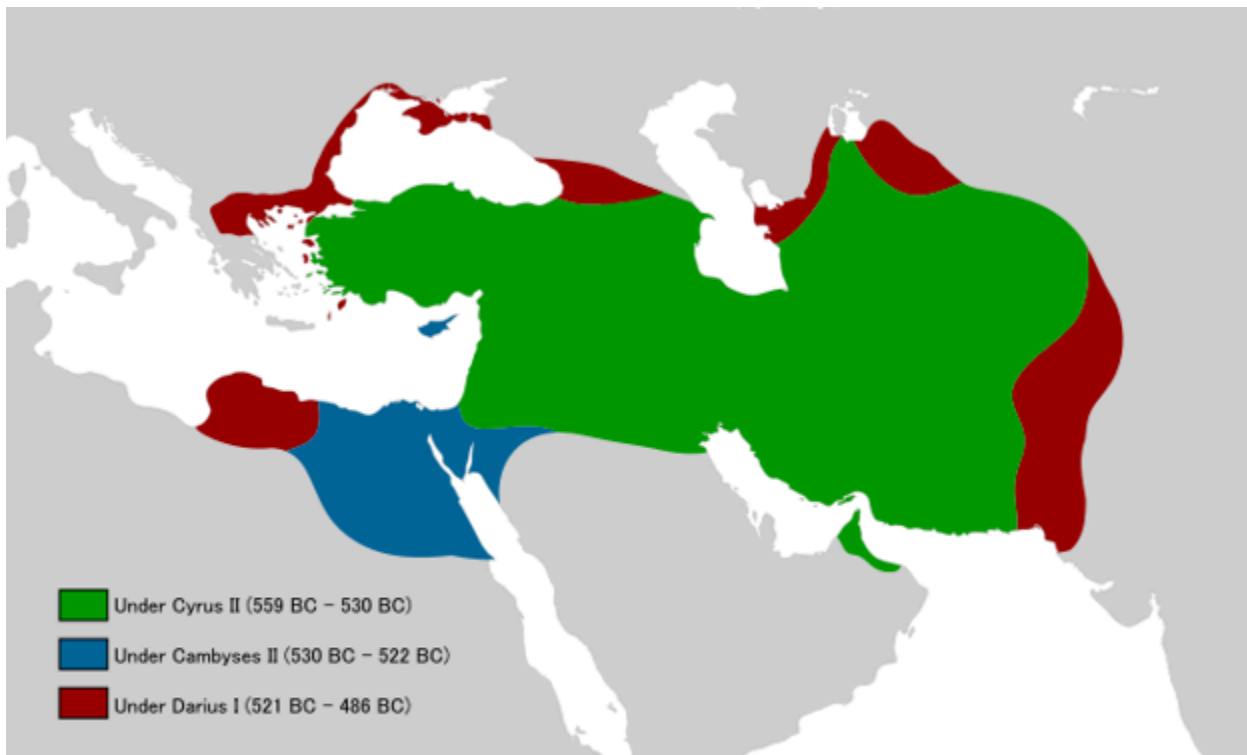 Under Cyrus II (559 BC - 530 BC)
Under Cambyses II (530 BC - 522 BC)
Under Darius I (521 BC - 486 BC)